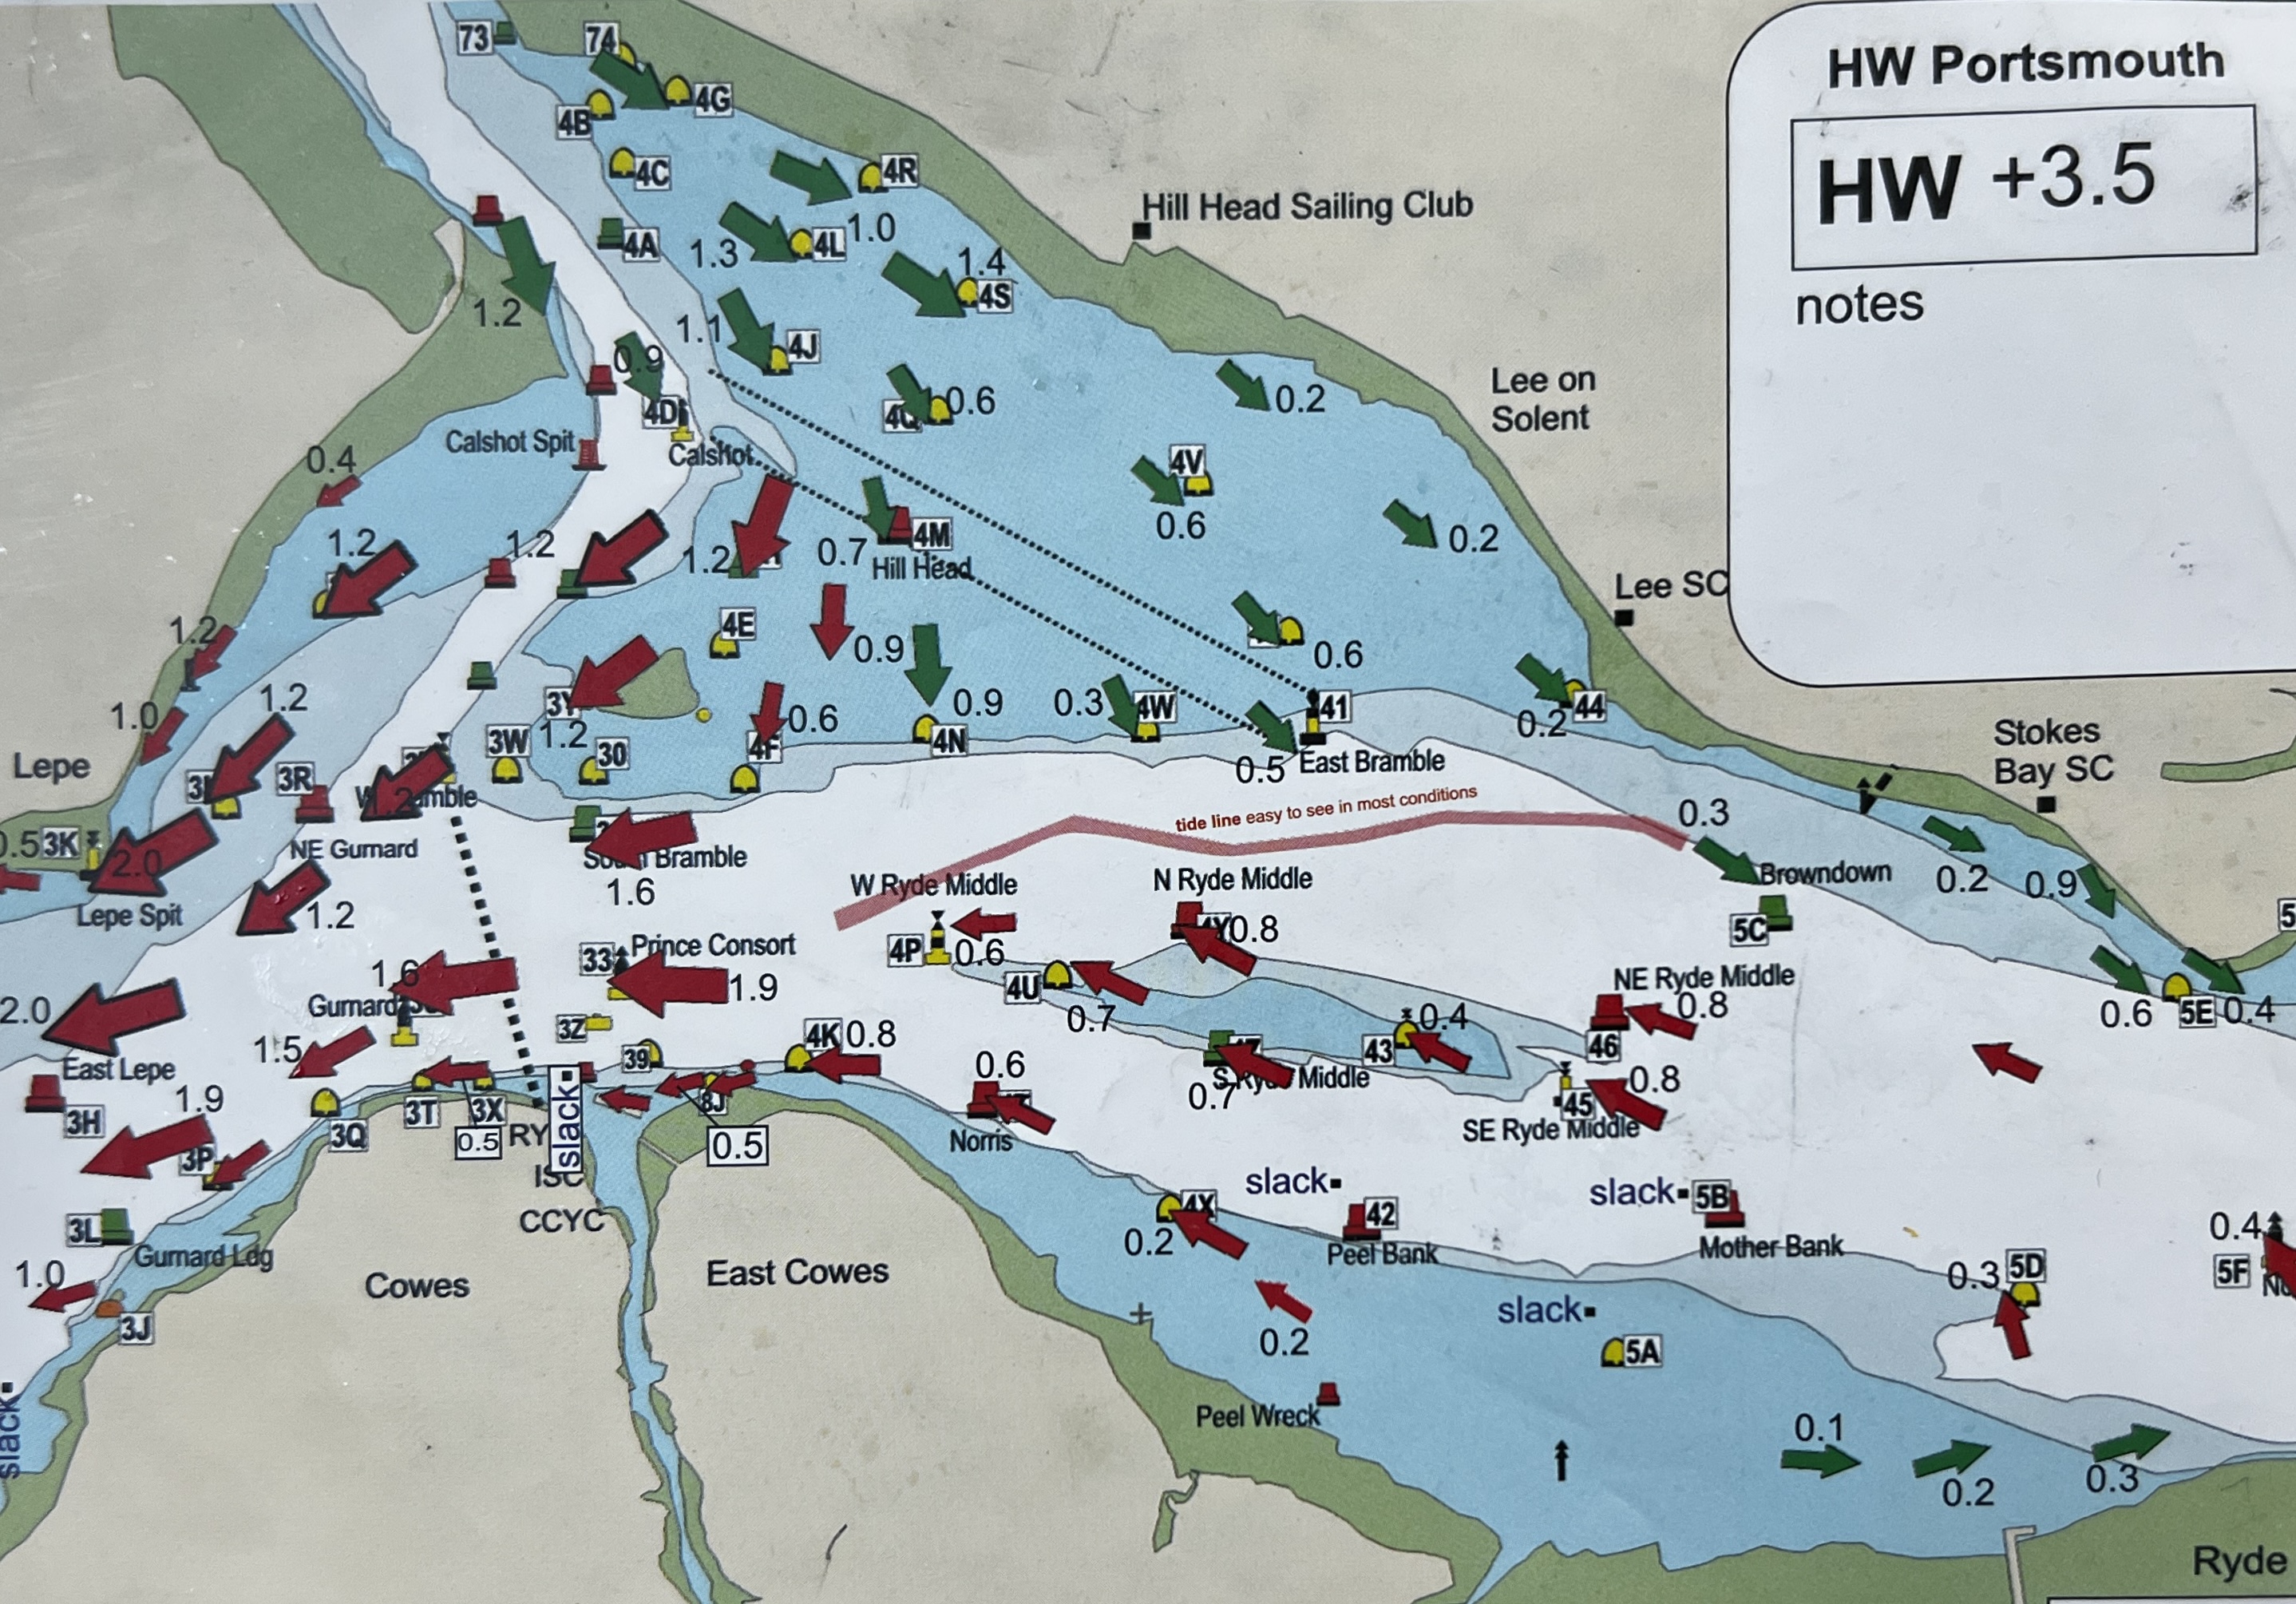 HW Portsmouth
HW +3.5
notes
73
74
4G
4B
4C
4R
4A
1.0
1.3
4L
1.4
4S
Hill Head Sailing Club
1.2
1.1
4J
0.9
4D
0.6
0.2
Lee on
Solent
Calshot Spit
Calshot
0.4
4V
0.6
0.2
1.2
1.2
1.2
0.7
4M
Hill Head
Lee SC
1.2
4E
0.9
0.6
1.0
1.2
3Y
1.2
0.6
0.9
0.3
4W
41
44
0.2
Lepe
3W
30
4F
4N
0.5
East Bramble
Stokes
Bay SC
3R
NE Gurnard
tide line easy to see in most conditions
0.3
0.5
3K
2.0
South Bramble
1.6
Lepe Spit
1.2
W Ryde Middle
N Ryde Middle
Browndown
0.2
0.9
4P
0.6
4Y
0.8
5C
33
Prince Consort
1.9
1.6
Gurnard
4U
0.7
NE Ryde Middle
0.8
46
0.6
5E
0.4
2.0
3Z
4K
0.8
43
0.4
1.5
39
0.6
S Ryde Middle
0.7
0.8
45
SE Ryde Middle
East Lepe
3H
1.9
3Q
3T
3X
0.5
slack
0.5
Norris
3P
ISC
CCYC
slack
slack
5B
42
Peel Bank
Mother Bank
4X
0.2
3L
Gurnard Ldg
Cowes
East Cowes
0.3
5D
0.4
5F
1.0
3J
0.2
slack
5A
slack
Peel Wreck
0.1
0.2
0.3
Ryde